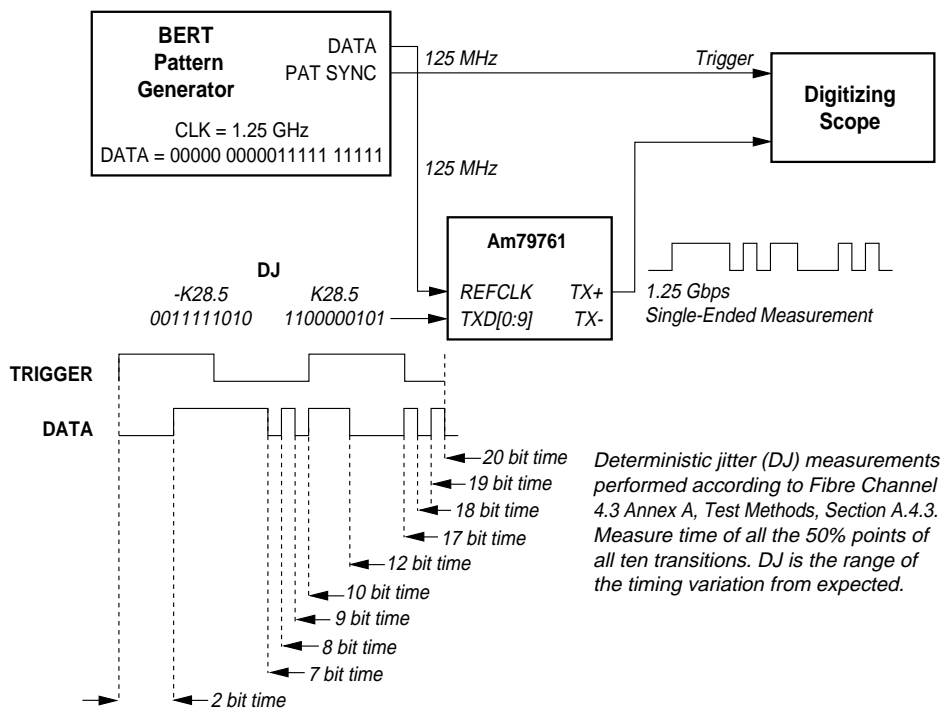 BERT
Pattern
Generator
DATA
PAT SYNC
CLK = 1.25 GHz
DATA = 00000 0000011111 11111
125 MHz
Trigger
Digitizing
Scope
125 MHz
Am79761
REFCLK
TX+
TXD[0:9]
TX-
1.25 Gbps
Single-Ended Measurement
DJ
-K28.5
K28.5
0011111010
1100000101
TRIGGER
DATA
20 bit time
19 bit time
18 bit time
17 bit time
12 bit time
10 bit time
9 bit time
8 bit time
7 bit time
2 bit time
Deterministic jitter (DJ) measurements
performed according to Fibre Channel
4.3 Annex A, Test Methods, Section A.4.3.
Measure time of all the 50% points of
all ten transitions. DJ is the range of
the timing variation from expected.